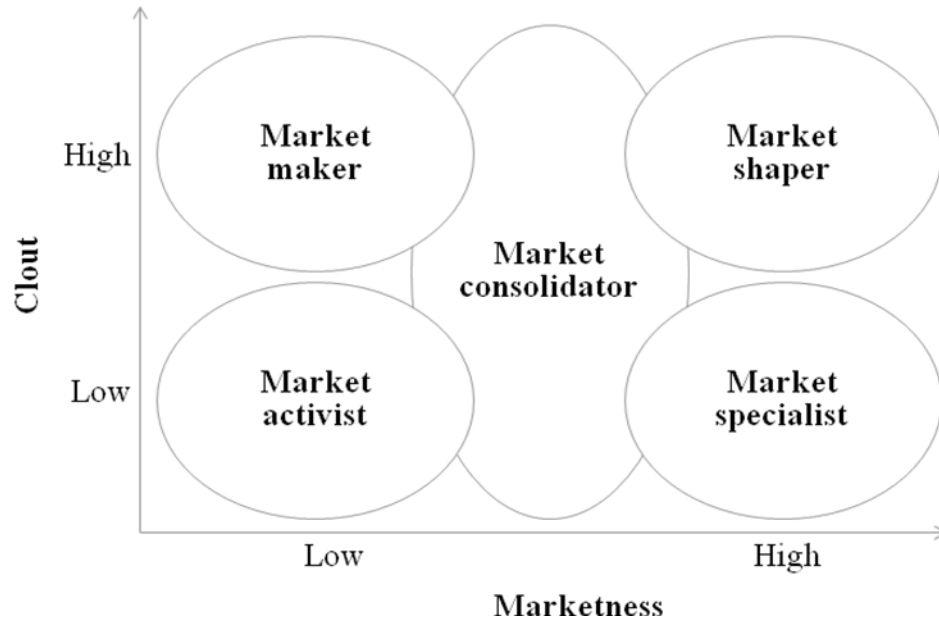 Market
maker
Market
shaper
High
Market
consolidator
Clout
Low
Market
activist
Market
specialist
Low
High
Marketness